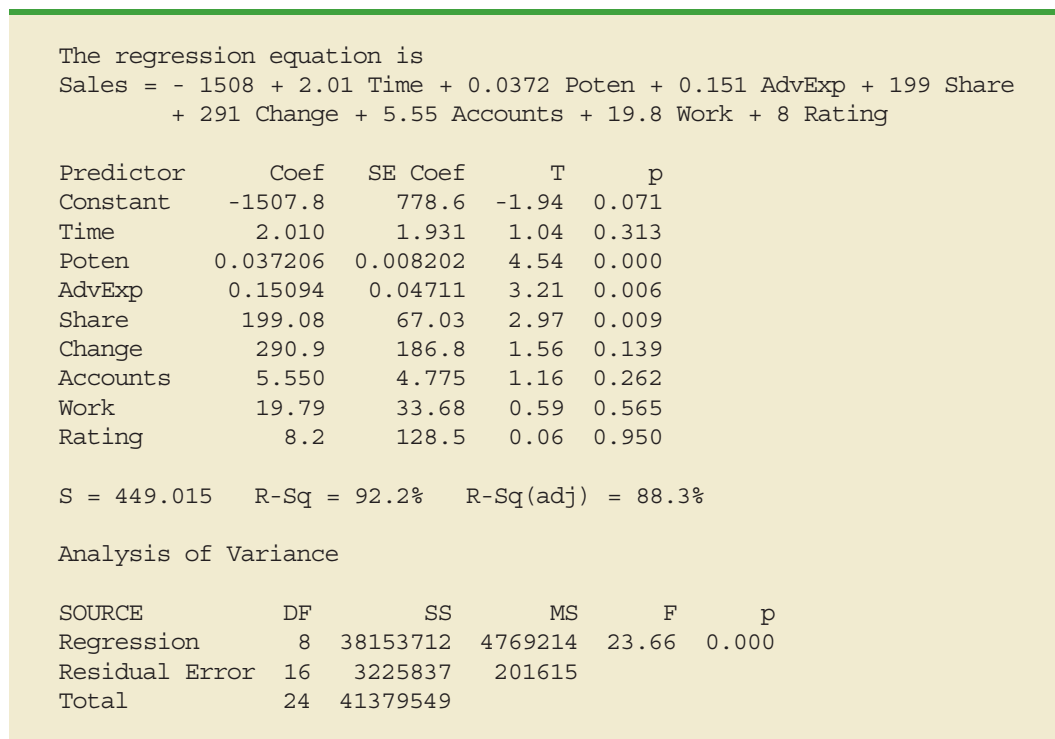 The regression equation is
Sales = - 1508 + 2.01 Time + 0.0372 Poten + 0.151 AdvExp + 199 Share
+ 291 Change + 5.55 Accounts + 19.8 Work + 8 Rating
Predictor Coef SE Coef T p
Constant -1507.8 778.6 -1.94 0.071
Time 2.010 1.931 1.04 0.313
Poten 0.037206 0.008202 4.54 0.000
AdvExp 0.15094 0.04711 3.21 0.006
Share 199.08 67.03 2.97 0.009
Change 290.9 186.8 1.56 0.139
Accounts 5.550 4.775 1.16 0.262
Work 19.79 33.68 0.59 0.565
Rating 8.2 128.5 0.06 0.950
S = 449.015 R-Sq = 92.2% R-Sq(adj) = 88.3%
Analysis of Variance
SOURCE DF SS MS F p
Regression 8 38153712 4769214 23.66 0.000
Residual Error 16 3225837 201615
Total 24 41379549